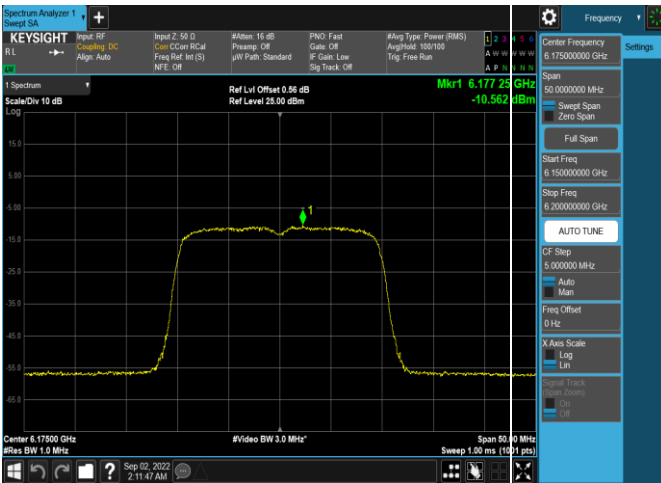 Spectrum Analyzer 1
Swept SA
+
Frequency
KEYSIGHT
Input: RF
Input Z: 50 Ω
#Atten: 16 dB
PNO: Fast
#Avg Type: Power (RMS)
1 2 3 4 5 6
R L
Coupling: DC
Corr CCorr RCal
Preamp: Off
Gate: Off
Avg|Hold: 100/100
A W W W W W
Align: Auto
Freq Ref: Int (S)
µW Path: Standard
IF Gain: Low
Trig: Free Run
NFE: Off
Sig Track: Off
A P N N N N
1 Spectrum
Ref Lvl Offset 0.56 dB
Mkr1 6.177 25 GHz
Scale/Div 10 dB
Ref Level 25.00 dBm
-10.562 dBm
Log
15.0
5.00
-5.00
1
-15.0
-25.0
-35.0
-45.0
-55.0
-65.0
Center 6.17500 GHz
#Video BW 3.0 MHz*
Span 50.00 MHz
#Res BW 1.0 MHz
Sweep 1.00 ms (1001 pts)
?
Sep 02, 2022
2:11:47 AM
Center Frequency
6.175000000 GHz
Settings
Span
50.0000000 MHz
Swept Span
Zero Span
Full Span
Start Freq
6.150000000 GHz
Stop Freq
6.200000000 GHz
AUTO TUNE
CF Step
5.000000 MHz
Auto
Man
Freq Offset
0 Hz
X Axis Scale
Log
Lin
Signal Track
(Span Zoom)
On
Off